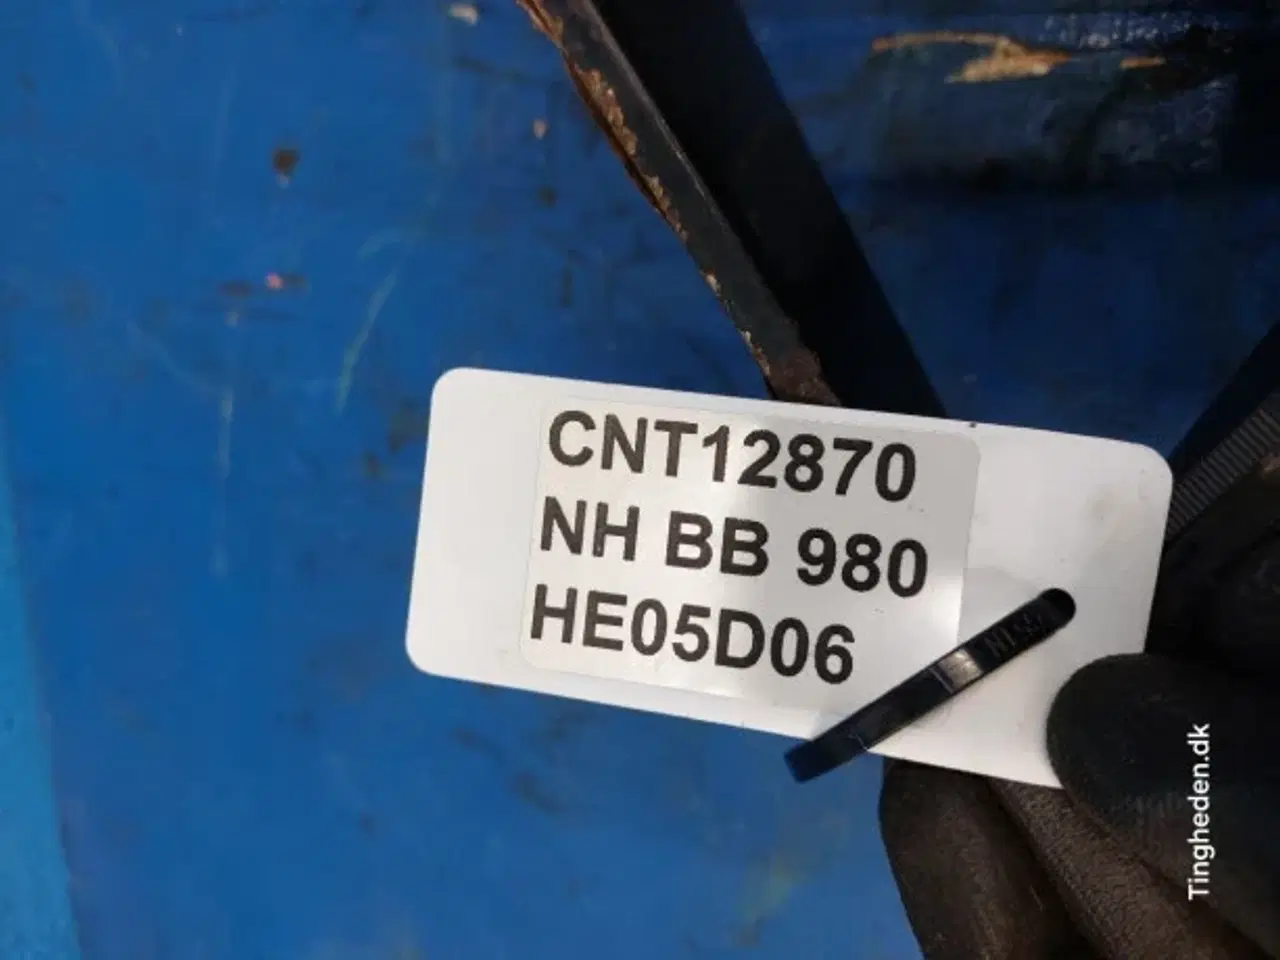 CNT12870
NH BB 980
HE05D06
Tingheden.dk